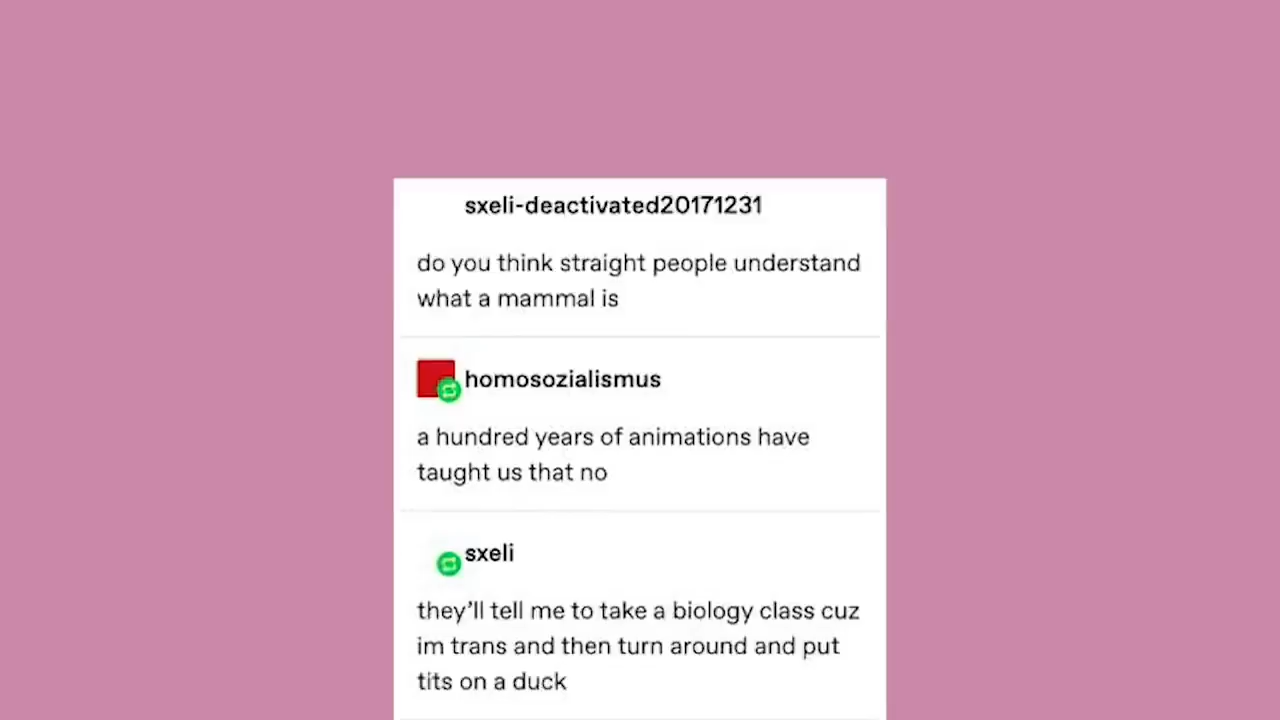 sxeli-deactivated20171231
do you think straight people understand
what a mammal is
homosozialismus
a hundred years of animations have
taught us that no
sxeli
they’ll tell me to take a biology class cuz
im trans and then turn around and put
tits on a duck